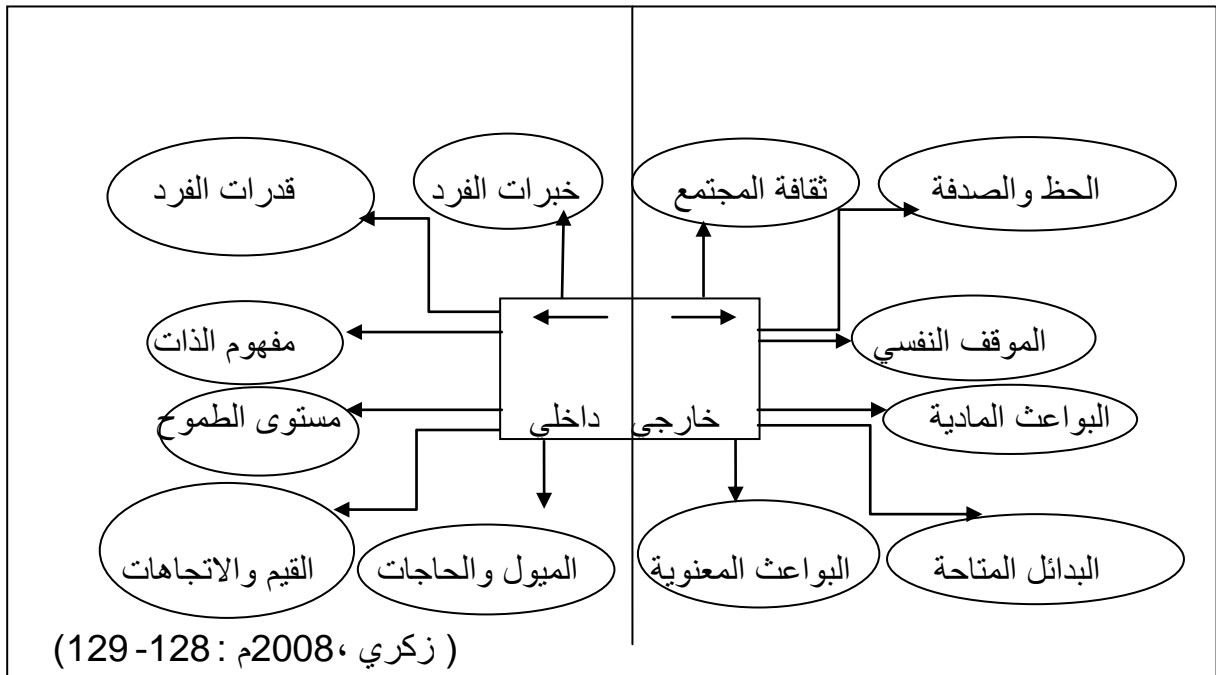 الحظ والصدفة
ثقافة المجتمع
خبرات الفرد
قدرات الفرد
الموقف النفسي
مفهوم الذات
البواعث المادية
خارجي
داخلي
مستوى الطموح
البدائل المتاحة
البواعث المعنوية
الميول والحاجات
القيم والاتجاهات
( زكري ،2008م : 128- 129)